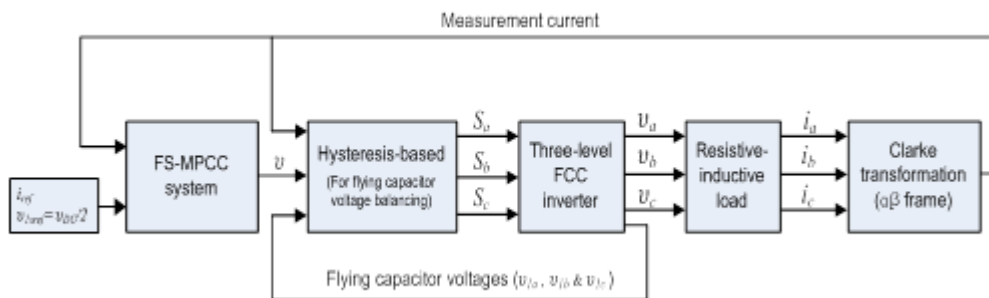 Measurement current
i_ref
v_fxref = v_DC/2
FS-MPCC
system
v
Hysteresis-based
(For flying capacitor
voltage balancing)
S_a
S_b
S_c
Three-level
FCC
inverter
v_a
v_b
v_c
Resistive-
inductive
load
i_a
i_b
i_c
Clarke
transformation
(αβ frame)
Flying capacitor voltages (v_fa , v_fb & v_fc )